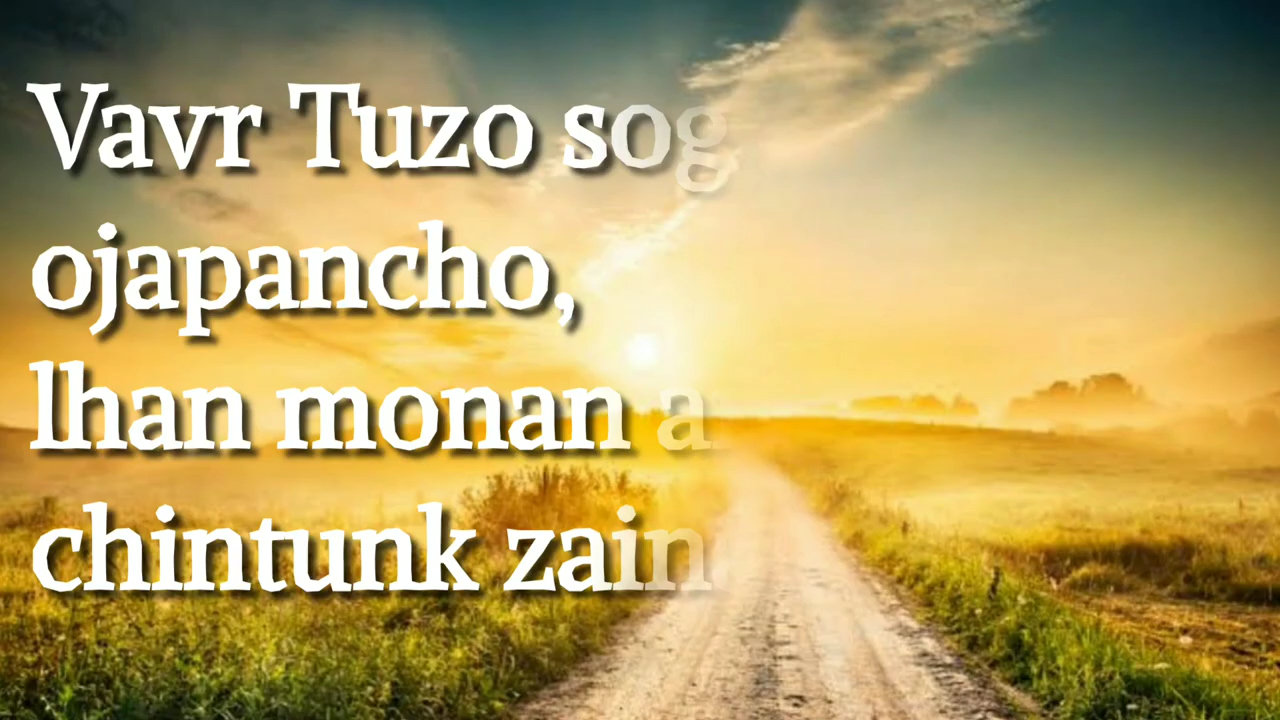 Vavr Tuzo sog
ojapancho,
lhan monan a
chintunk zain